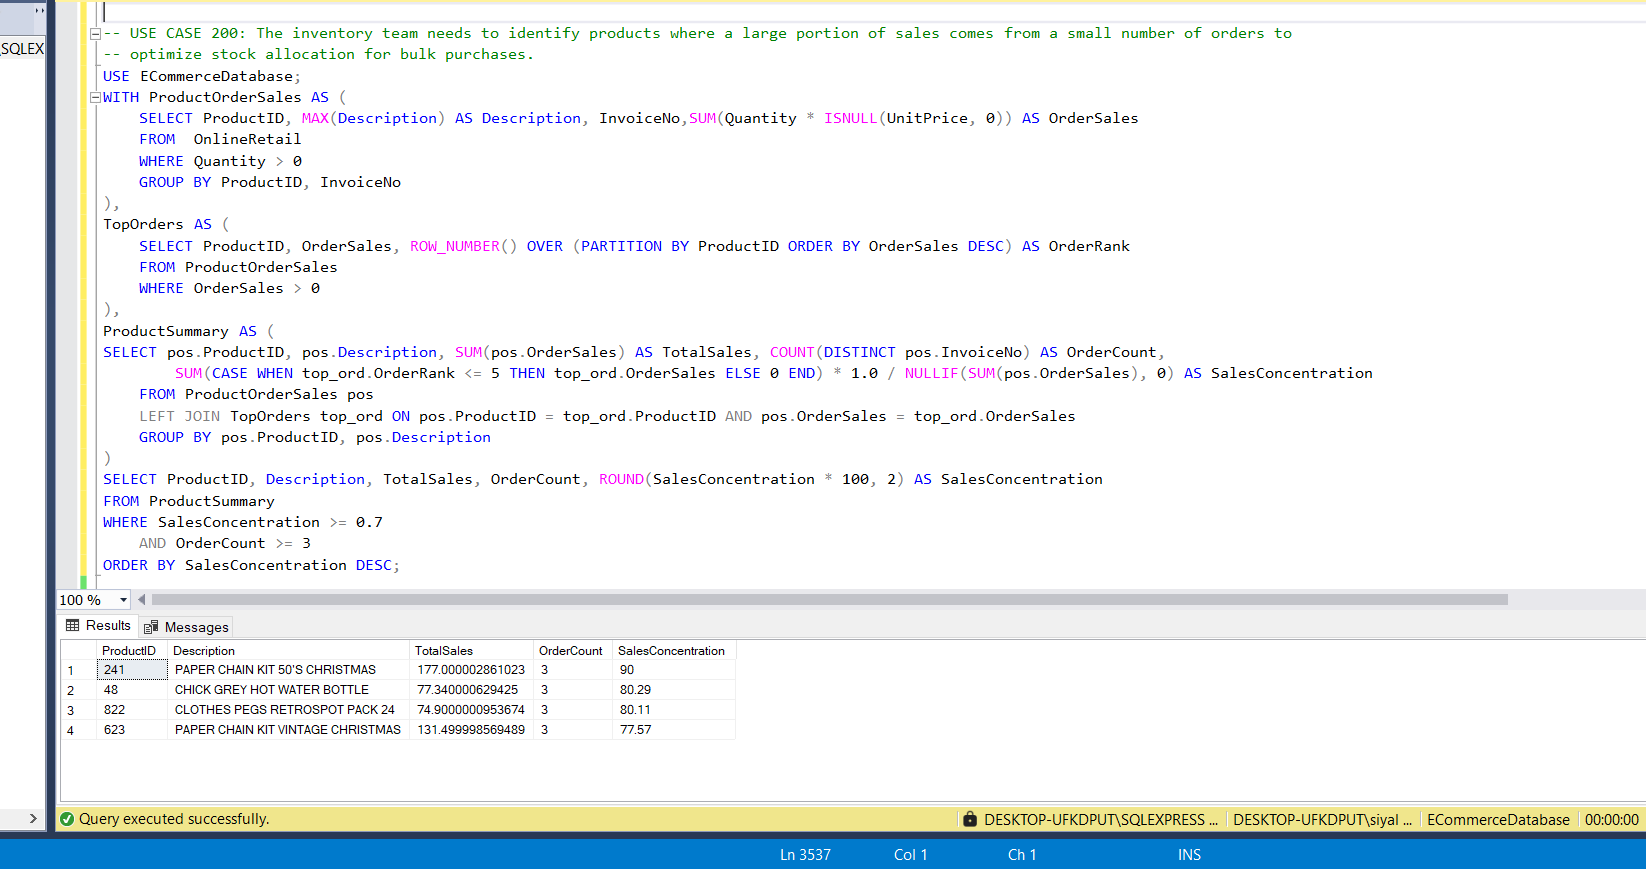 SQLEX
-- USE CASE 200: The inventory team needs to identify products where a large portion of sales comes from a small number of orders to
-- optimize stock allocation for bulk purchases.
USE ECommerceDatabase;
WITH ProductOrderSales AS (
SELECT ProductID, MAX(Description) AS Description, InvoiceNo,SUM(Quantity * ISNULL(UnitPrice, 0)) AS OrderSales
FROM  OnlineRetail
WHERE Quantity > 0
GROUP BY ProductID, InvoiceNo
),
TopOrders AS (
SELECT ProductID, OrderSales, ROW_NUMBER() OVER (PARTITION BY ProductID ORDER BY OrderSales DESC) AS OrderRank
FROM ProductOrderSales
WHERE OrderSales > 0
),
ProductSummary AS (
SELECT pos.ProductID, pos.Description, SUM(pos.OrderSales) AS TotalSales, COUNT(DISTINCT pos.InvoiceNo) AS OrderCount,
SUM(CASE WHEN top_ord.OrderRank <= 5 THEN top_ord.OrderSales ELSE 0 END) * 1.0 / NULLIF(SUM(pos.OrderSales), 0) AS SalesConcentration
FROM ProductOrderSales pos
LEFT JOIN TopOrders top_ord ON pos.ProductID = top_ord.ProductID AND pos.OrderSales = top_ord.OrderSales
GROUP BY pos.ProductID, pos.Description
)
SELECT ProductID, Description, TotalSales, OrderCount, ROUND(SalesConcentration * 100, 2) AS SalesConcentration
FROM ProductSummary
WHERE SalesConcentration >= 0.7
AND OrderCount >= 3
ORDER BY SalesConcentration DESC;
100 %
Results Messages
ProductID Description TotalSales OrderCount SalesConcentration
1 241 PAPER CHAIN KIT 50'S CHRISTMAS 177.000002861023 3 90
2 48 CHICK GREY HOT WATER BOTTLE 77.340000629425 3 80.29
3 822 CLOTHES PEGS RETROSPOT PACK 24 74.9000000953674 3 80.11
4 623 PAPER CHAIN KIT VINTAGE CHRISTMAS 131.499998569489 3 77.57
Query executed successfully. DESKTOP-UFKDPUT\SQLEXPRESS ... DESKTOP-UFKDPUT\siyal ... ECommerceDatabase 00:00:00
Ln 3537 Col 1 Ch 1 INS